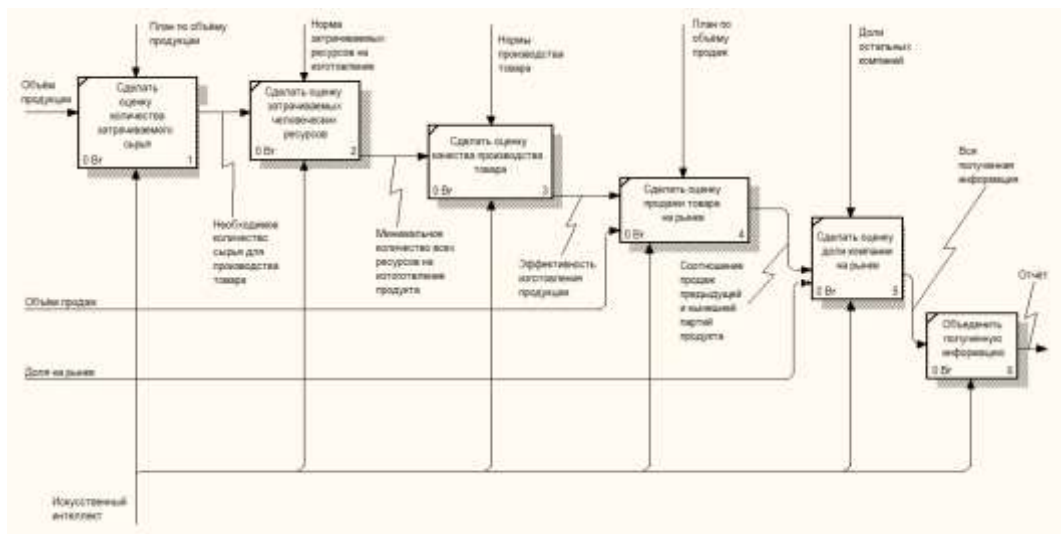 План по объёму
продукции
Норма
затрачиваемых
ресурсов на
изготовление
Нормы
производства
товара
План по
объёму
продаж
Доли
остальных
компаний
Объём
продукции
Сделать
оценку
количества
затрачиваемого
сырья
0 Br 1
Сделать оценку
затрачиваемых
человеческих
ресурсов
0 Br 2
Сделать оценку
качества производства
товара
0 Br 3
Сделать оценку
продажи товара
на рынке
0 Br 4
Сделать оценку
доли компании
на рынке
0 Br 5
Объединить
полученную
информацию
0 Br 6
Вся
полученная
информация
Отчёт
Необходимое
количество
сырья для
производства
товара
Минимальное
количество всех
ресурсов на
изготовление
продукта
Эффективность
изготовления
продукции
Соотношение
продаж
предыдущей
и нынешней
партий
продукта
Объём продаж
Доля на рынке
Искусственный
интеллект